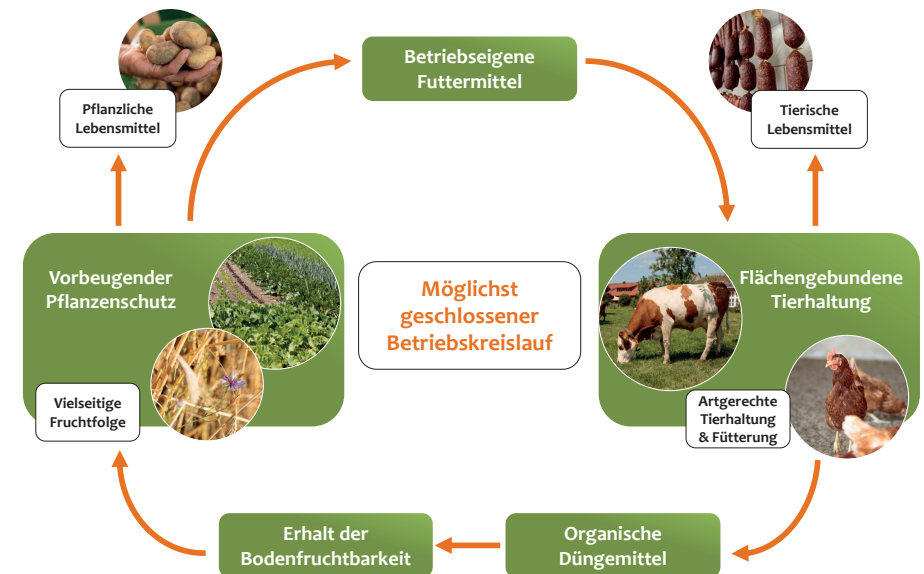 Betriebseigene
Futtermittel
Pflanzliche
Lebensmittel
Tierische
Lebensmittel
Vorbeugender
Pflanzenschutz
Möglichst
geschlossener
Betriebskreislauf
Flächengebundene
Tierhaltung
Vielseitige
Fruchtfolge
Artgerechte
Tierhaltung
& Fütterung
Erhalt der
Bodenfruchtbarkeit
Organische
Düngemittel